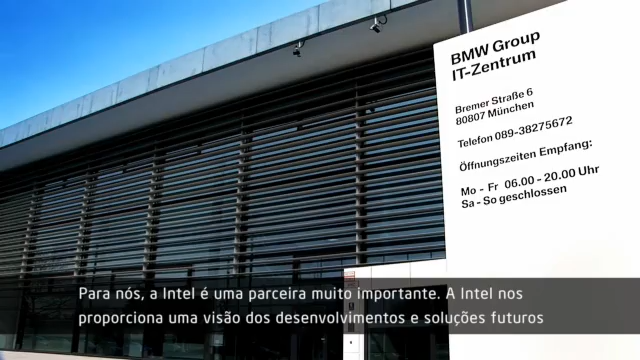 BMW Group
IT-Zentrum
Bremer Straße 6
80807 München
Telefon 089-38275672
Öffnungszeiten Empfang:
Mo - Fr 06.00 - 20.00 Uhr
Sa - So geschlossen
Para nós, a Intel é uma parceira muito importante. A Intel nos
proporciona uma visão dos desenvolvimentos e soluções futuros